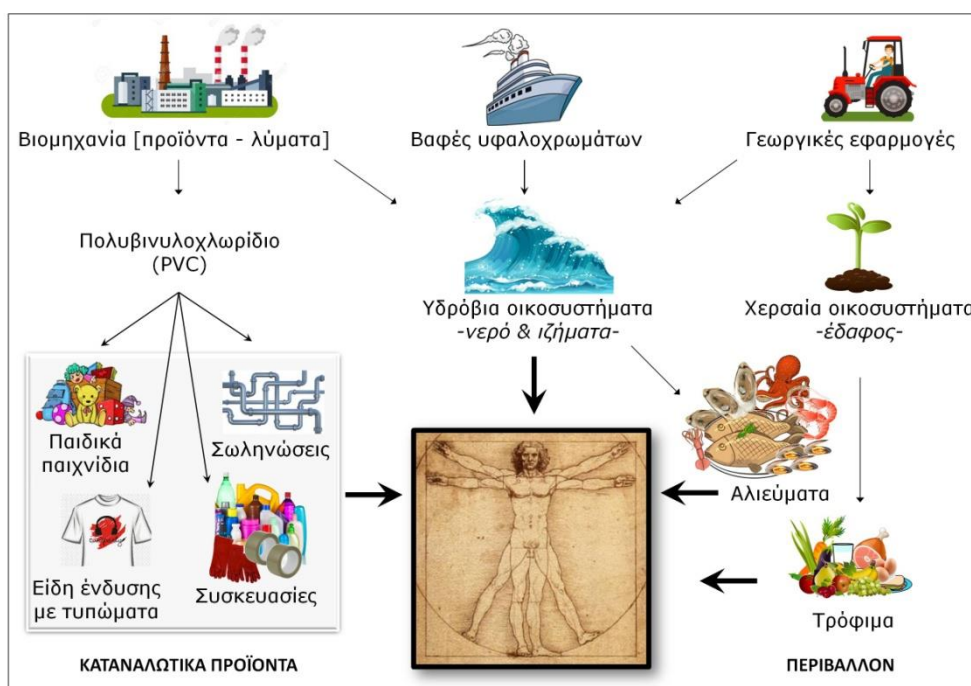 Βιομηχανία [προϊόντα - λύματα]
Βαφές υφαλοχρωμάτων
Γεωργικές εφαρμογές
Πολυβινυλοχλωρίδιο
(PVC)
Υδρόβια οικοσυστήματα
-νερό & ιζήματα-
Χερσαία οικοσυστήματα
-έδαφος-
Παιδικά
παιχνίδια
Σωληνώσεις
Είδη ένδυσης
με τυπώματα
Συσκευασίες
Αλιεύματα
Τρόφιμα
ΚΑΤΑΝΑΛΩΤΙΚΑ ΠΡΟΪΟΝΤΑ
ΠΕΡΙΒΑΛΛΟΝ